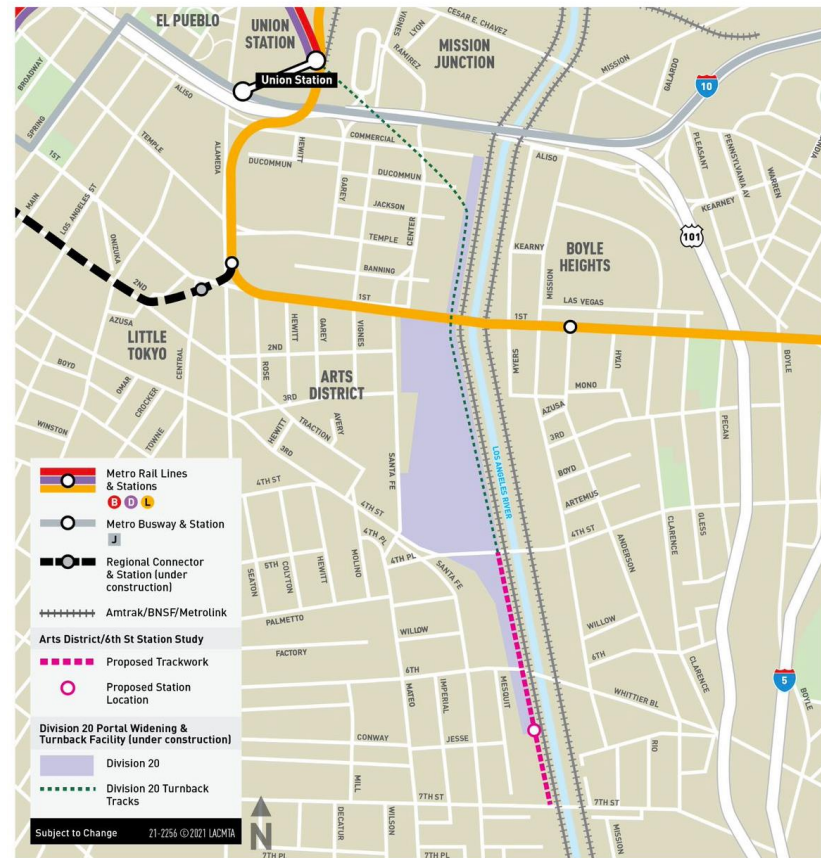 EL PUEBLO
UNION
STATION
Union Station
MISSION
JUNCTION
VIGNES
LYON
CESAR E. CHAVEZ
RAMIREZ
MISSION
GALARDO
10
BROADWAY
SPRING
ALISO
TEMPLE
1ST
MAIN
LOS ANGELES ST
ONIZUKA
2ND
ALAMEDA
HEWITT
COMMERCIAL
DUCOMMUN
DUCOMMUN
GAREY
JACKSON
CENTER
TEMPLE
BANNING
1ST
ALISO
PLEASANT
PENNSYLVANIA AV
WARREN
KEARNEY
101
KEARNY
MISSION
BOYLE
HEIGHTS
LAS VEGAS
1ST
AZUSA
LITTLE
TOKYO
CENTRAL
BOYD
OMAR
CROCKER
TOWNE
WINSTON
HEWITT
GAREY
VIGNES
2ND
ROSE
ARTS
DISTRICT
3RD
HEWITT
TRACTION
AVERY
3RD
SANTA FE
MYERS
UTAH
BOYLE
MONO
AZUSA
3RD
PECAN
BOYD
ARTEMUS
LOS ANGELES RIVER
4TH ST
4TH ST
4TH PL
4TH PL
4TH ST
ANDERSON
CLARENCE
GLESS
5TH
SEATON
COLYTON
HEWITT
MOLINO
SANTA FE
PALMETTO
WILLOW
FACTORY
6TH
WILLOW
6TH
CLARENCE
WHITTIER BL
5
BOYLE
MATEO
IMPERIAL
MESQUIT
CONWAY
JESSE
RIO
MILL
7TH ST
7TH ST
DECATUR
WILSON
MISSION
7TH PL
7TH PL
Metro Rail Lines
& Stations
B D L
Metro Busway & Station
J
Regional Connector
& Station (under
construction)
Amtrak/BNSF/Metrolink
Arts District/6th St Station Study
Proposed Trackwork
Proposed Station
Location
Division 20 Portal Widening &
Turnback Facility (under construction)
Division 20
Division 20 Turnback
Tracks
Subject to Change 21-2256 ©2021 LACMTA
N